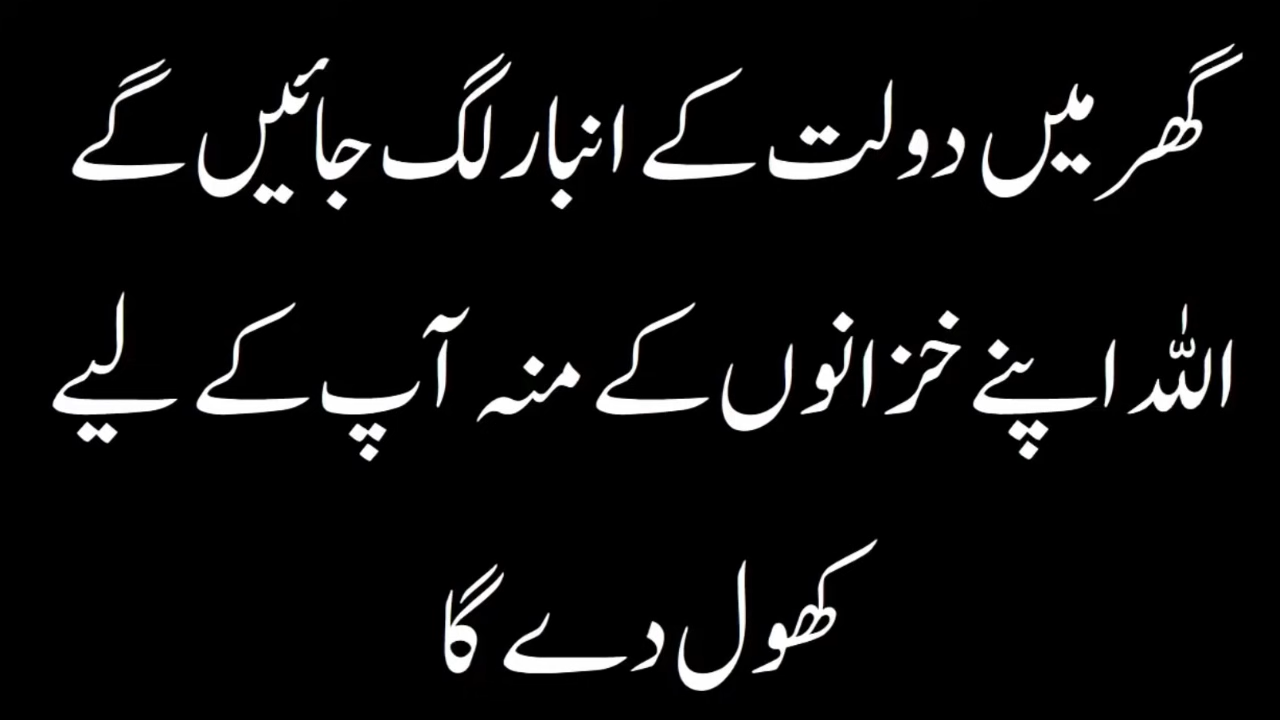 گھر میں دولت کے انبار لگ جائیں گے
اللہ اپنے خزانوں کے منہ آپ کے لیے
کھول دے گا